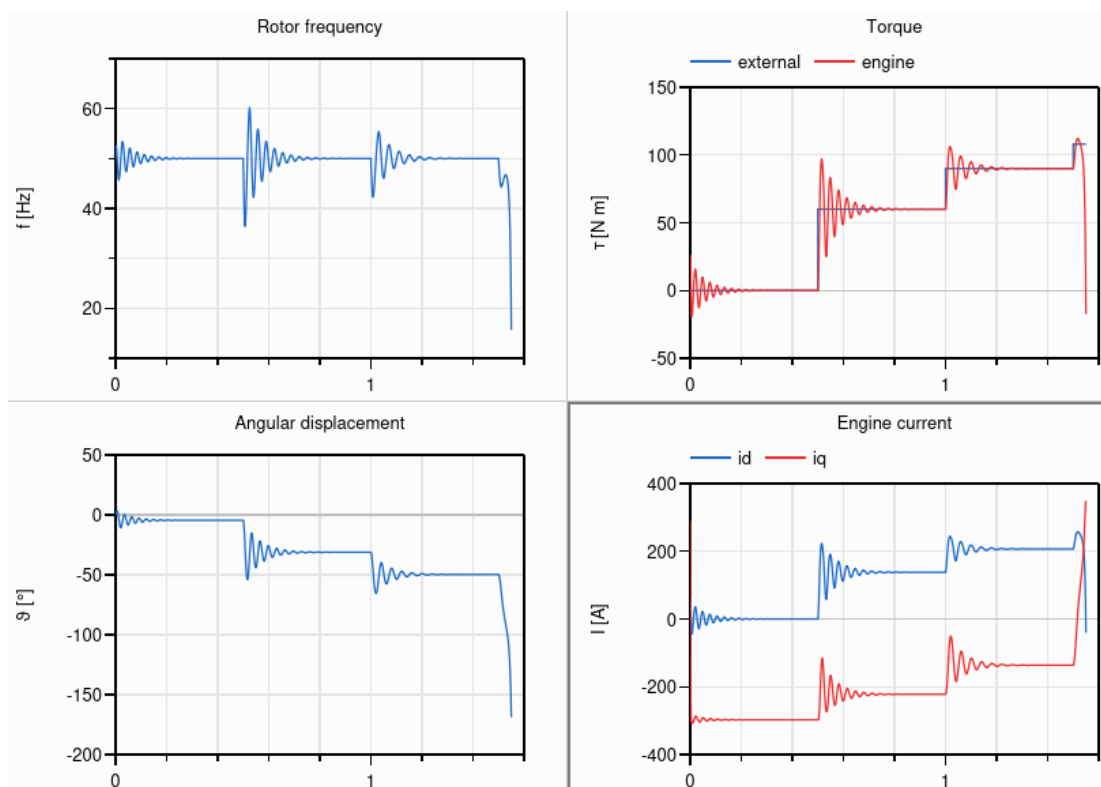 Rotor frequency
f [Hz]
60
40
20
0
1
Torque
external
engine
τ [N m]
150
100
50
0
-50
0
1
Angular displacement
ϑ [°]
50
0
-50
-100
-150
-200
0
1
Engine current
id
iq
I [A]
400
200
0
-200
-400
0
1